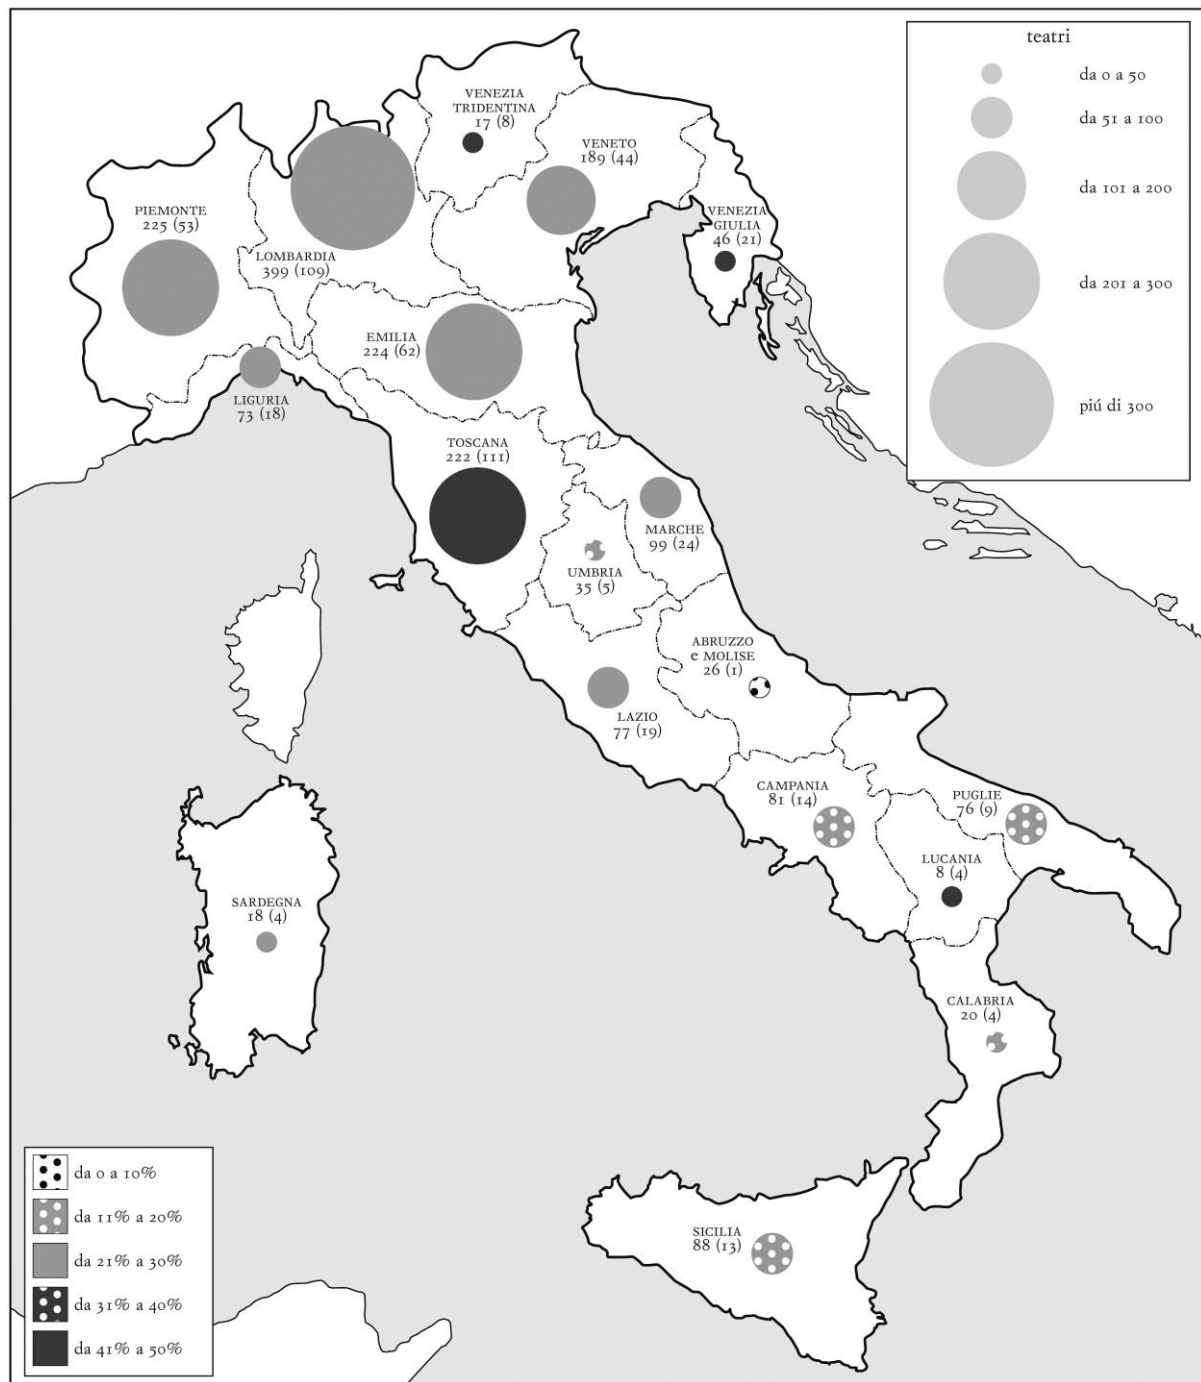 teatri
da 0 a 50
da 51 a 100
da 101 a 200
da 201 a 300
piú di 300
VENEZIA
TRIDENTINA
17 (8)
VENETO
189 (44)
PIEMONTE
225 (53)
VENEZIA
GIULIA
46 (21)
LOMBARDIA
399 (109)
EMILIA
224 (62)
LIGURIA
73 (18)
TOSCANA
222 (111)
MARCHE
99 (24)
UMBRIA
35 (5)
ABRUZZO
e MOLISE
26 (1)
LAZIO
77 (19)
CAMPANIA
81 (14)
PUGLIE
76 (9)
LUCANIA
8 (4)
SARDEGNA
18 (4)
CALABRIA
20 (4)
SICILIA
88 (13)
da 0 a 10%
da 11% a 20%
da 21% a 30%
da 31% a 40%
da 41% a 50%